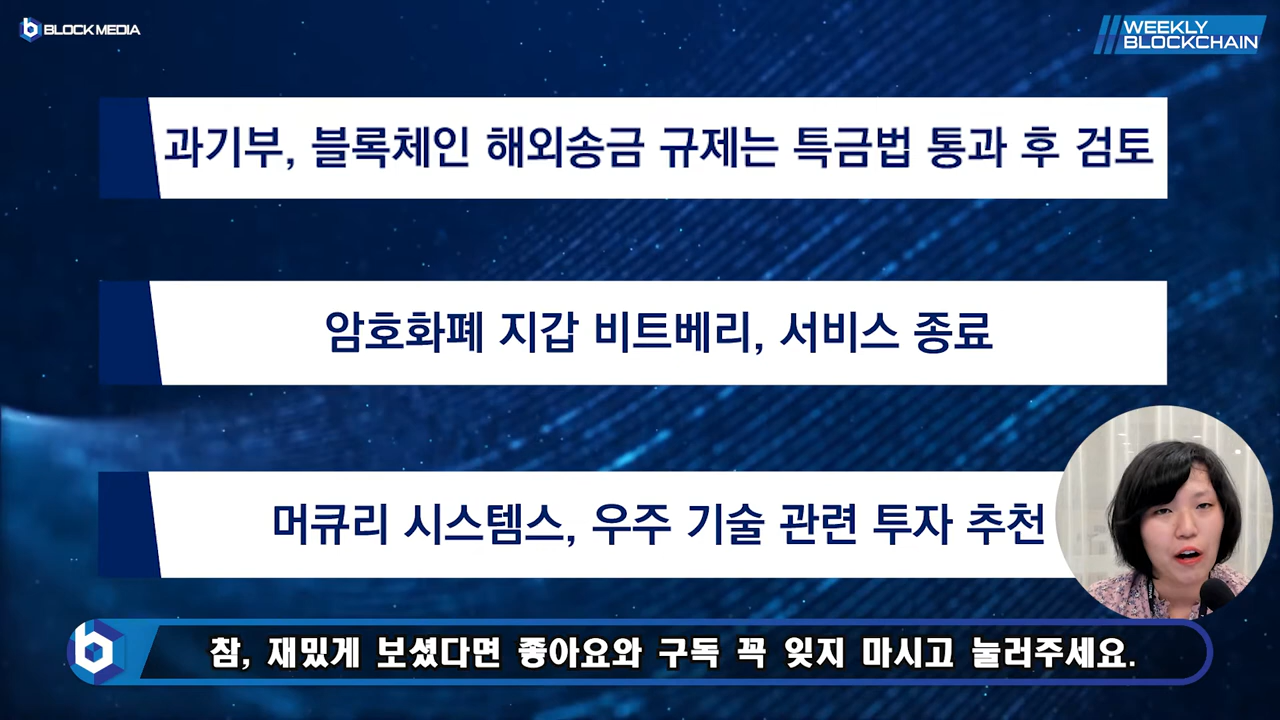 BLOCK MEDIA
WEEKLY
BLOCKCHAIN
과기부, 블록체인 해외송금 규제는 특금법 통과 후 검토
암호화폐 지갑 비트베리, 서비스 종료
머큐리 시스템스, 우주 기술 관련 투자 추천
참, 재밌게 보셨다면 좋아요와 구독 꼭 잊지 마시고 눌러주세요.